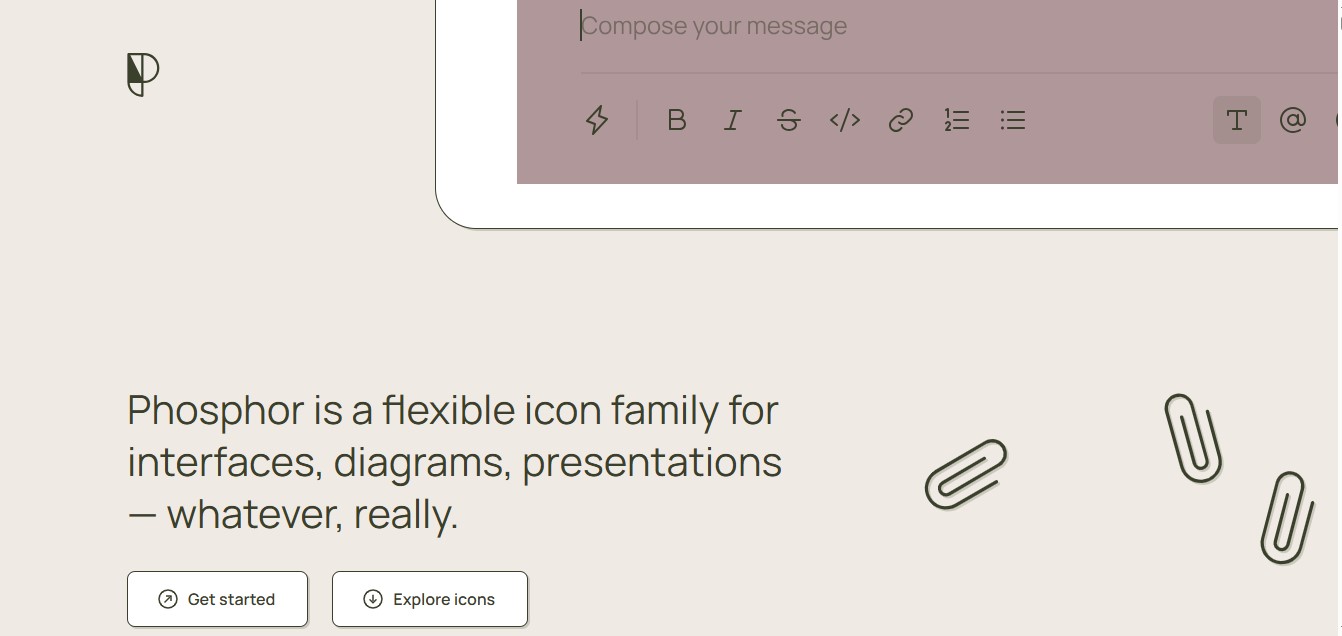 Compose your message
Phosphor is a flexible icon family for
interfaces, diagrams, presentations
— whatever, really.
Get started
Explore icons